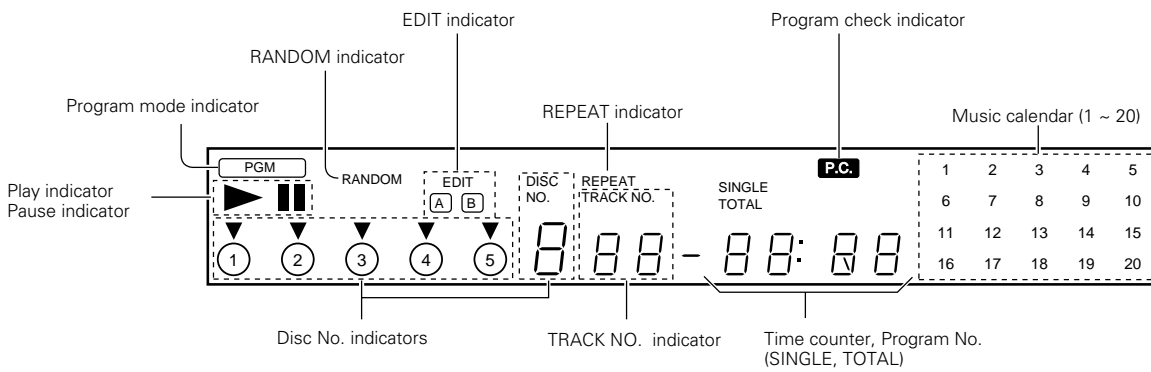 EDIT indicator
Program check indicator
RANDOM indicator
Program mode indicator
REPEAT indicator
Music calendar (1 ~ 20)
Play indicator
Pause indicator
PGM
RANDOM
EDIT
A B
DISC
NO.
REPEAT
TRACK NO.
SINGLE
TOTAL
P.C.
1 2 3 4 5
6 7 8 9 10
11 12 13 14 15
16 17 18 19 20
1 2 3 4 5
8 88 - 88:88
Disc No. indicators
TRACK NO. indicator
Time counter, Program No.
(SINGLE, TOTAL)